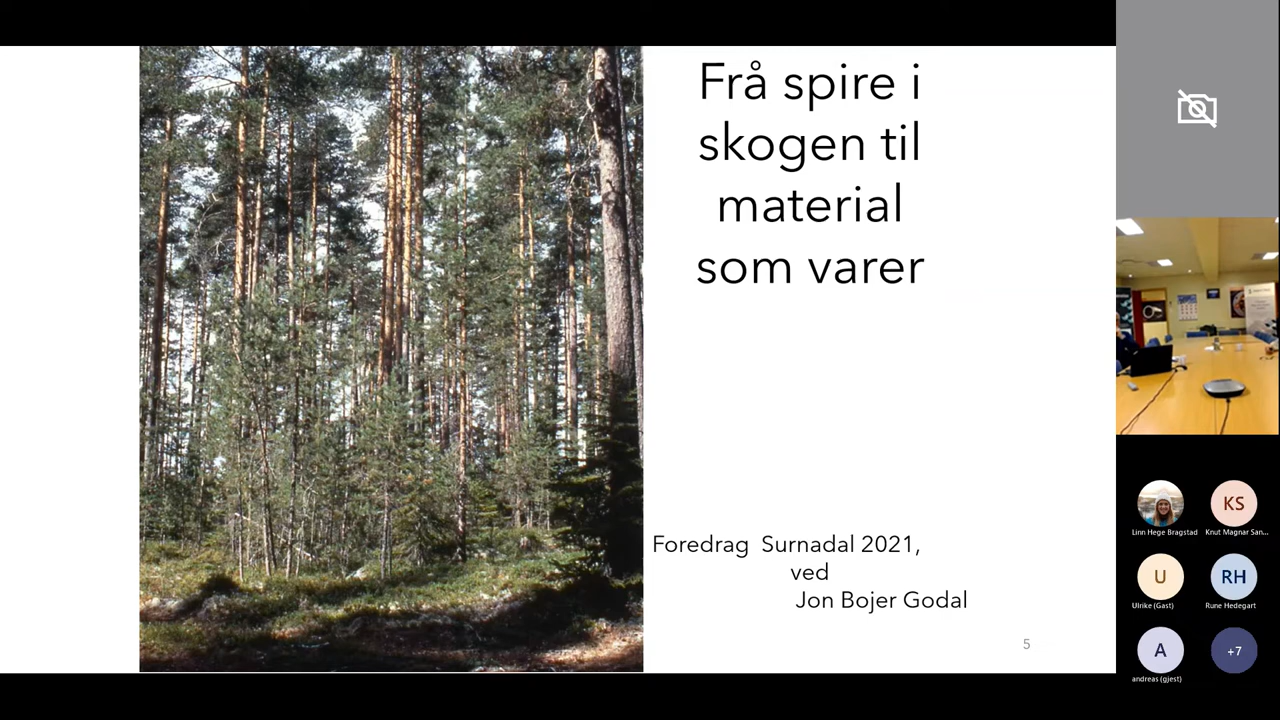 Frå spire i
skogen til
material
som varer
Foredrag Surnadal 2021,
ved
Jon Bojer Godal
5
Linn Hege Bragstad
KS
Knut Magnar San...
U
Ulrike (Gast)
RH
Rune Hedegart
A
andreas (gjest)
+7